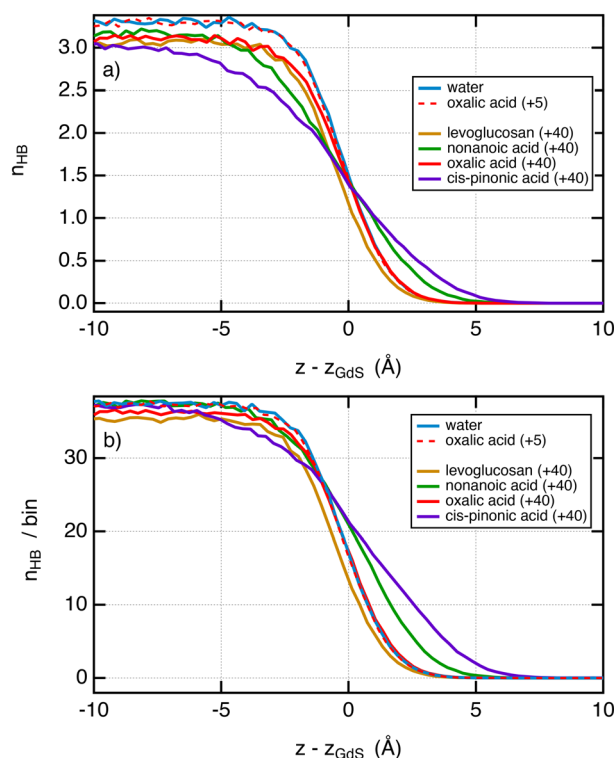 3.0
2.5
2.0
1.5
1.0
0.5
0.0
n_HB
a)
water
oxalic acid (+5)
levoglucosan (+40)
nonanoic acid (+40)
oxalic acid (+40)
cis-pinonic acid (+40)
-10 -5 0 5 10
z - z_GdS (Å)
30
20
10
0
n_HB / bin
b)
water
oxalic acid (+5)
levoglucosan (+40)
nonanoic acid (+40)
oxalic acid (+40)
cis-pinonic acid (+40)
-10 -5 0 5 10
z - z_GdS (Å)